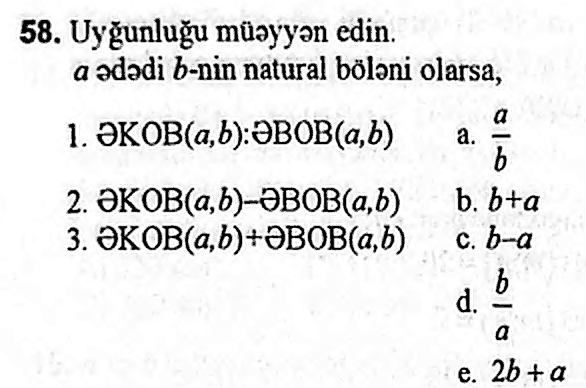 58. Uyğunluğu müəyyən edin.
a ədədi b-nin natural böləni olarsa,
1. ƏKOB(a,b):ƏBOB(a,b) a. a/b
2. ƏKOB(a,b)–ƏBOB(a,b) b. b+a
3. ƏKOB(a,b)+ƏBOB(a,b) c. b–a
d. b/a
e. 2b+a